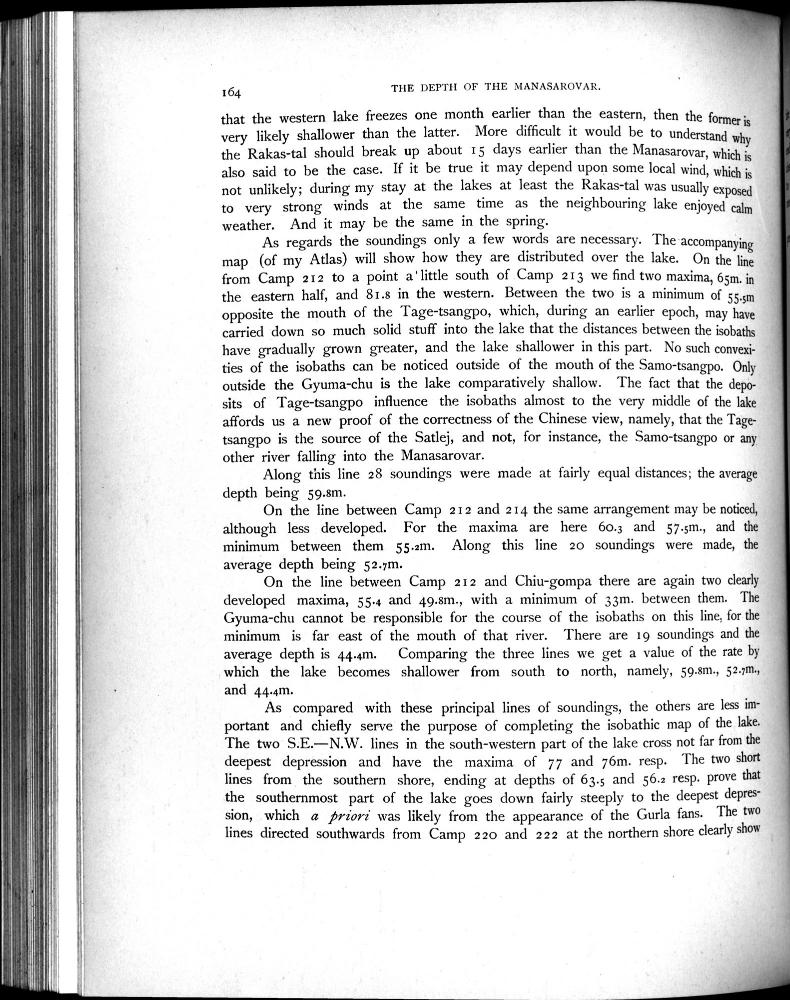 164
THE DEPTH OF THE MANASAROVAR.
that the western lake freezes one month earlier than the eastern, then the former is
very likely shallower than the latter. More difficult it would be to understand why
the Rakas-tal should break up about 15 days earlier than the Manasarovar, which is
also said to be the case. If it be true it may depend upon some local wind, which is
not unlikely; during my stay at the lakes at least the Rakas-tal was usually exposed
to very strong winds at the same time as the neighbouring lake enjoyed calm
weather. And it may be the same in the spring.
As regards the soundings only a few words are necessary. The accompanying
map (of my Atlas) will show how they are distributed over the lake. On the line
from Camp 212 to a point a little south of Camp 213 we find two maxima, 65m. in
the eastern half, and 81.8 in the western. Between the two is a minimum of 55.5m
opposite the mouth of the Tage-tsangpo, which, during an earlier epoch, may have
carried down so much solid stuff into the lake that the distances between the isobaths
have gradually grown greater, and the lake shallower in this part. No such convexi-
ties of the isobaths can be noticed outside of the mouth of the Samo-tsangpo. Only
outside the Gyuma-chu is the lake comparatively shallow. The fact that the depo-
sits of Tage-tsangpo influence the isobaths almost to the very middle of the lake
affords us a new proof of the correctness of the Chinese view, namely, that the Tage-
tsangpo is the source of the Satlej, and not, for instance, the Samo-tsangpo or any
other river falling into the Manasarovar.
Along this line 28 soundings were made at fairly equal distances; the average
depth being 59.8m.
On the line between Camp 212 and 214 the same arrangement may be noticed,
although less developed. For the maxima are here 60.3 and 57.5m., and the
minimum between them 55.2m. Along this line 20 soundings were made, the
average depth being 52.7m.
On the line between Camp 212 and Chiu-gompa there are again two clearly
developed maxima, 55.4 and 49.8m., with a minimum of 33m. between them. The
Gyuma-chu cannot be responsible for the course of the isobaths on this line, for the
minimum is far east of the mouth of that river. There are 19 soundings and the
average depth is 44.4m. Comparing the three lines we get a value of the rate by
which the lake becomes shallower from south to north, namely, 59.8m., 52.7m.,
and 44.4m.
As compared with these principal lines of soundings, the others are less im-
portant and chiefly serve the purpose of completing the isobathic map of the lake.
The two S.E.—N.W. lines in the south-western part of the lake cross not far from the
deepest depression and have the maxima of 77 and 76m. resp. The two short
lines from the southern shore, ending at depths of 63.5 and 56.2 resp. prove that
the southernmost part of the lake goes down fairly steeply to the deepest depres-
sion, which a priori was likely from the appearance of the Gurla fans. The two
lines directed southwards from Camp 220 and 222 at the northern shore clearly show